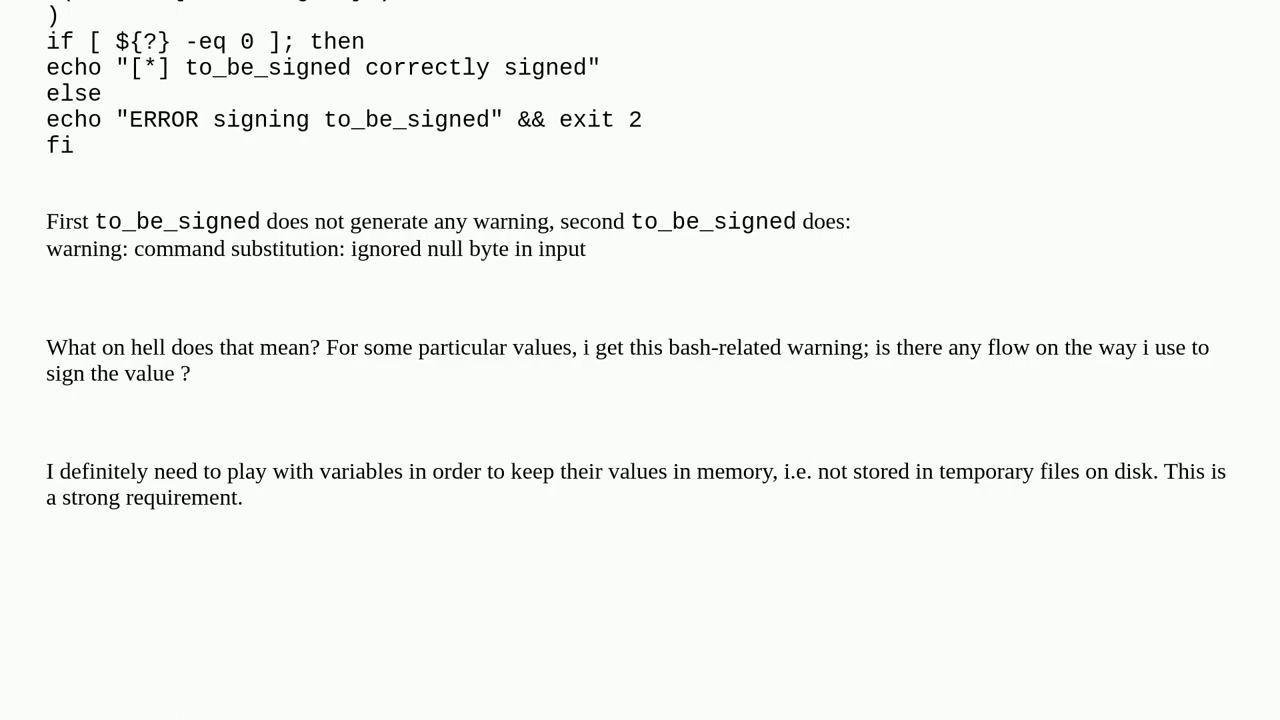 )
if [ ${?} -eq 0 ]; then
echo "[*] to_be_signed correctly signed"
else
echo "ERROR signing to_be_signed" && exit 2
fi
First to_be_signed does not generate any warning, second to_be_signed does:
warning: command substitution: ignored null byte in input
What on hell does that mean? For some particular values, i get this bash-related warning; is there any flow on the way i use to
sign the value ?
I definitely need to play with variables in order to keep their values in memory, i.e. not stored in temporary files on disk. This is
a strong requirement.